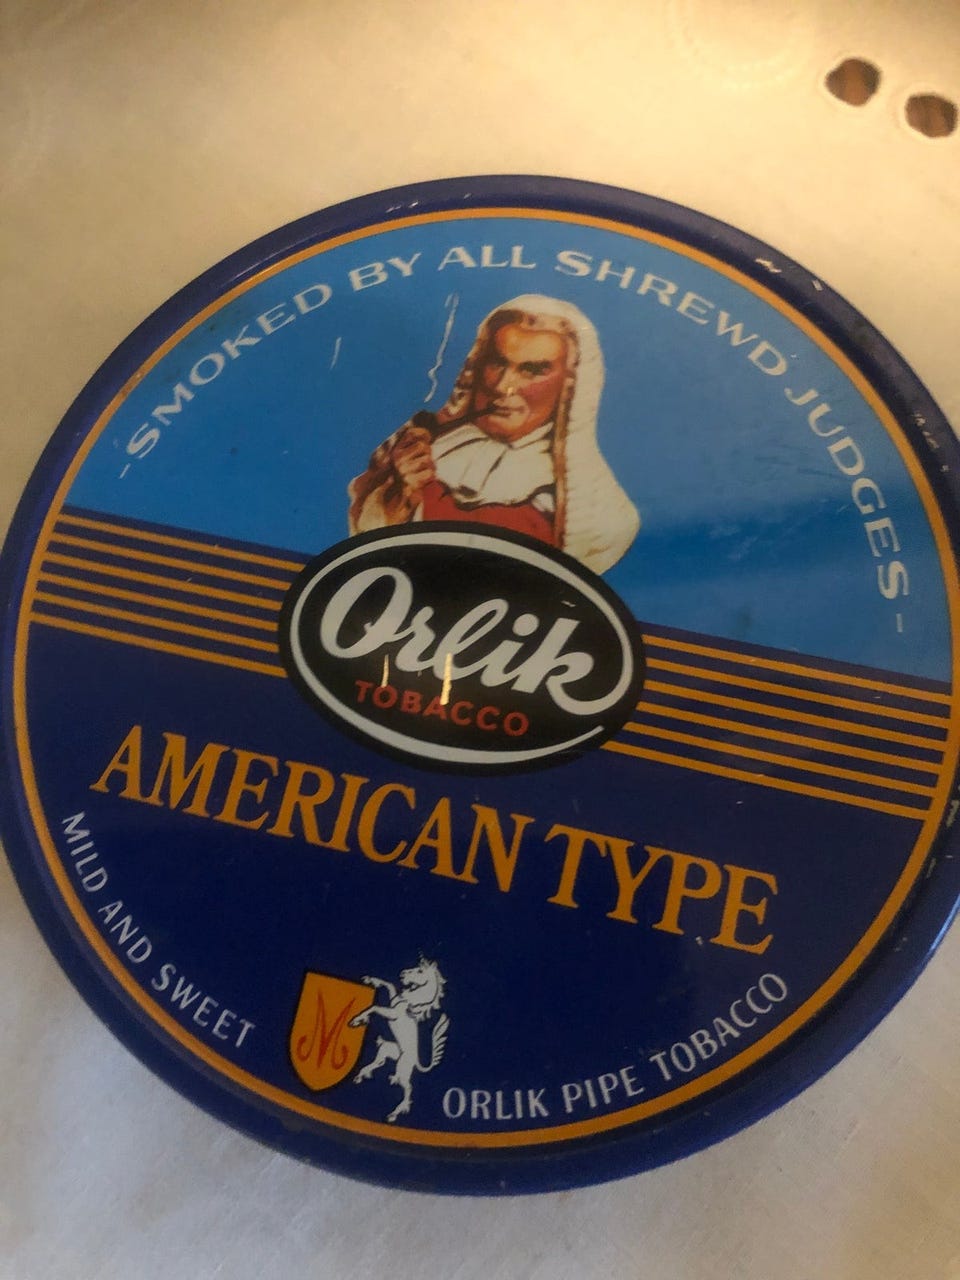 -SMOKED BY ALL SHREWD JUDGES-
Orlik
TOBACCO
AMERICAN TYPE
MILD AND SWEET
M
ORLIK PIPE TOBACCO